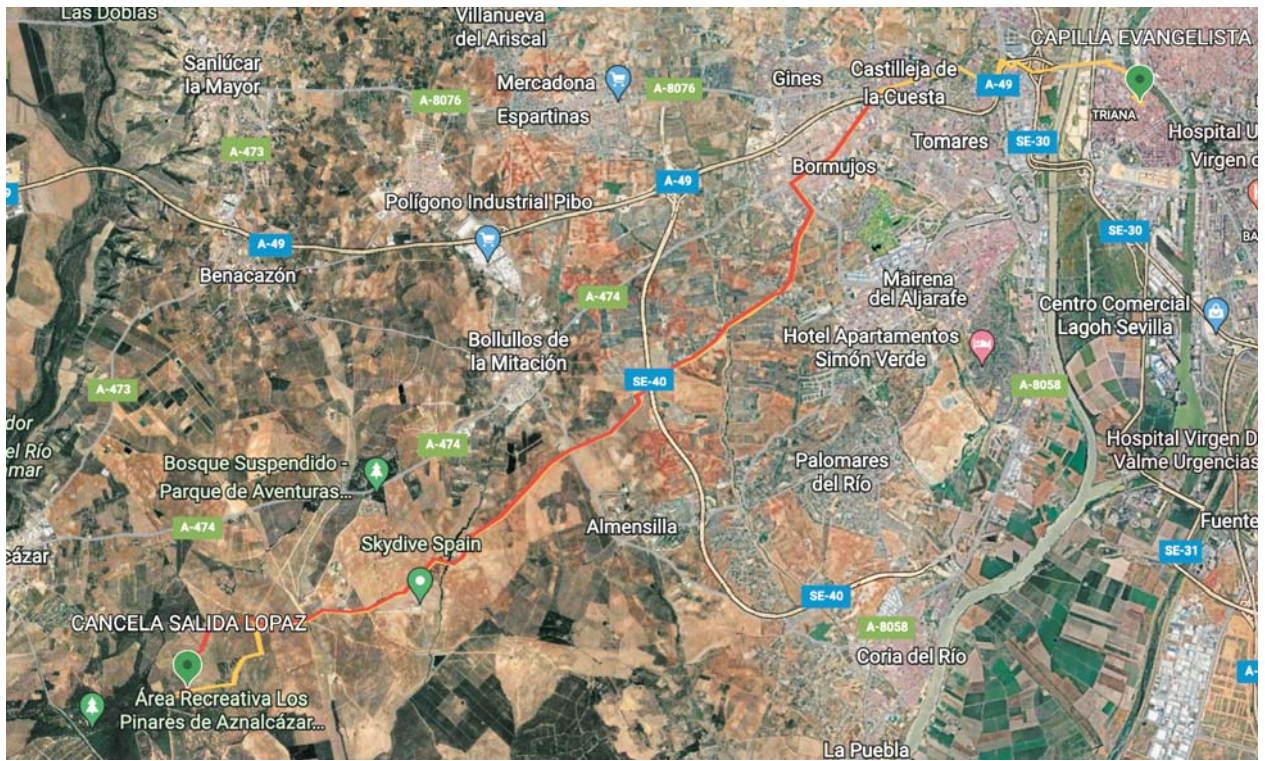 Las Doblas
Villanueva
del Ariscal
CAPILLA EVANGELISTA
Sanlúcar
la Mayor
Mercadona
Espartinas
A-8076
A-8076
Gines
Castilleja de
la Cuesta
A-49
TRIANA
Hospital U
Virgen d
A-473
Tomares
SE-30
Bormujos
A-49
Polígono Industrial Pibo
A-49
SE-30
BA
Benacazón
Mairena
del Aljarafe
A-474
Centro Comercial
Lagoh Sevilla
Bollullos de
la Mitación
Hotel Apartamentos
Simón Verde
SE-40
A-473
A-8058
dor
el Río
amar
A-474
Hospital Virgen D
Valme Urgencias
Bosque Suspendido -
Parque de Aventuras...
Palomares
del Río
A-474
Almensilla
Fuente
cázar
Skydive Spain
SE-31
SE-40
CANCELA SALIDA LOPAZ
A-8058
Coria del Río
A-
Área Recreativa Los
Pinares de Aznalcázar...
La Puebla